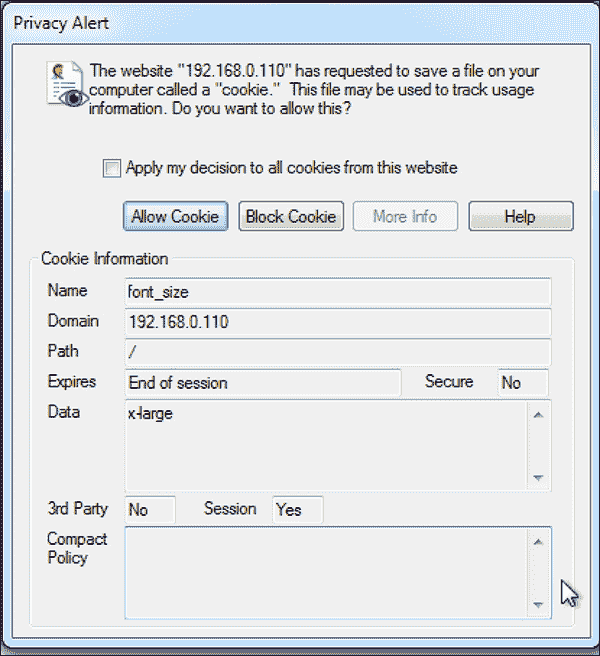 Privacy Alert
The website "192.168.0.110" has requested to save a file on your
computer called a "cookie." This file may be used to track usage
information. Do you want to allow this?
Apply my decision to all cookies from this website
Allow Cookie Block Cookie More Info Help
Cookie Information
Name font_size
Domain 192.168.0.110
Path /
Expires End of session Secure No
Data x-large
3rd Party No Session Yes
Compact
Policy